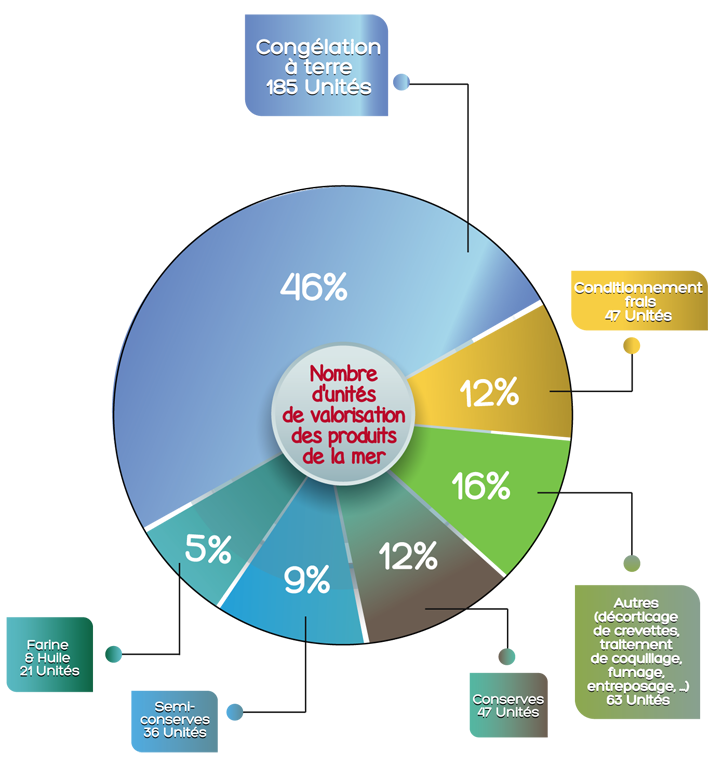 Congélation
à terre
185 Unités
46%
Conditionnement
frais
47 Unités
Nombre
d'unités
de valorisation
des produits
de la mer
12%
16%
12%
5%
9%
Autres
(décorticage
de crevettes,
traitement
de coquillage,
fumage,
entreposage, ...)
63 Unités
Farine
& Huile
21 Unités
Conserves
47 Unités
Semi-
conserves
36 Unités